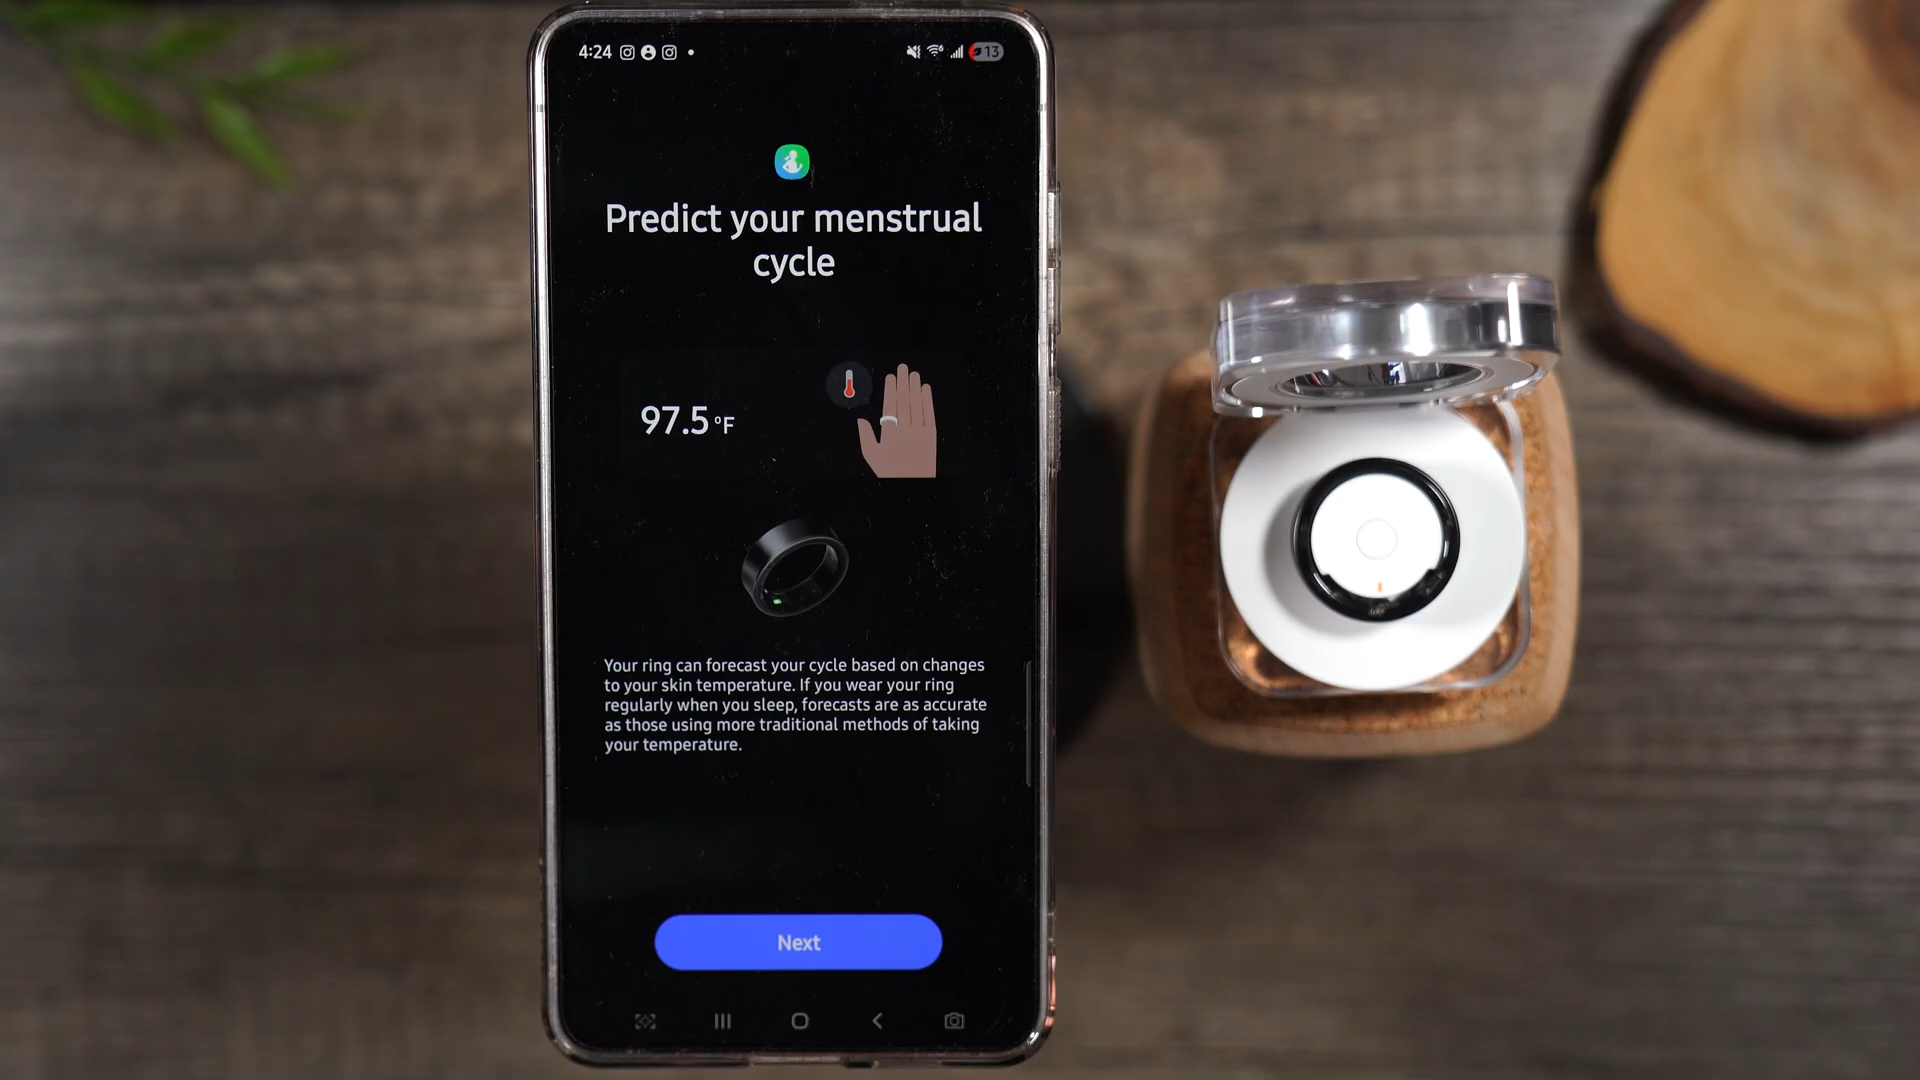 4:24
13
Predict your menstrual
cycle
97.5 °F
Your ring can forecast your cycle based on changes
to your skin temperature. If you wear your ring
regularly when you sleep, forecasts are as accurate
as those using more traditional methods of taking
your temperature.
Next